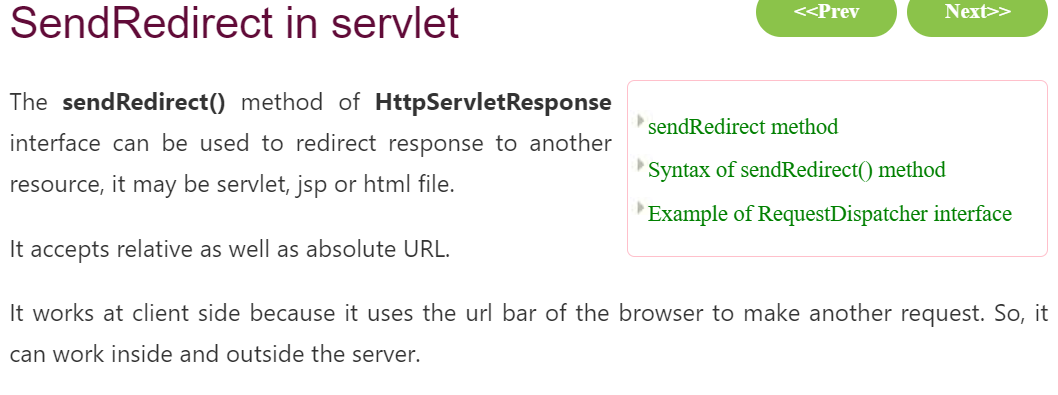 SendRedirect in servlet
<<Prev
Next>>
The sendRedirect() method of HttpServletResponse
interface can be used to redirect response to another
resource, it may be servlet, jsp or html file.
sendRedirect method
Syntax of sendRedirect() method
Example of RequestDispatcher interface
It accepts relative as well as absolute URL.
It works at client side because it uses the url bar of the browser to make another request. So, it
can work inside and outside the server.